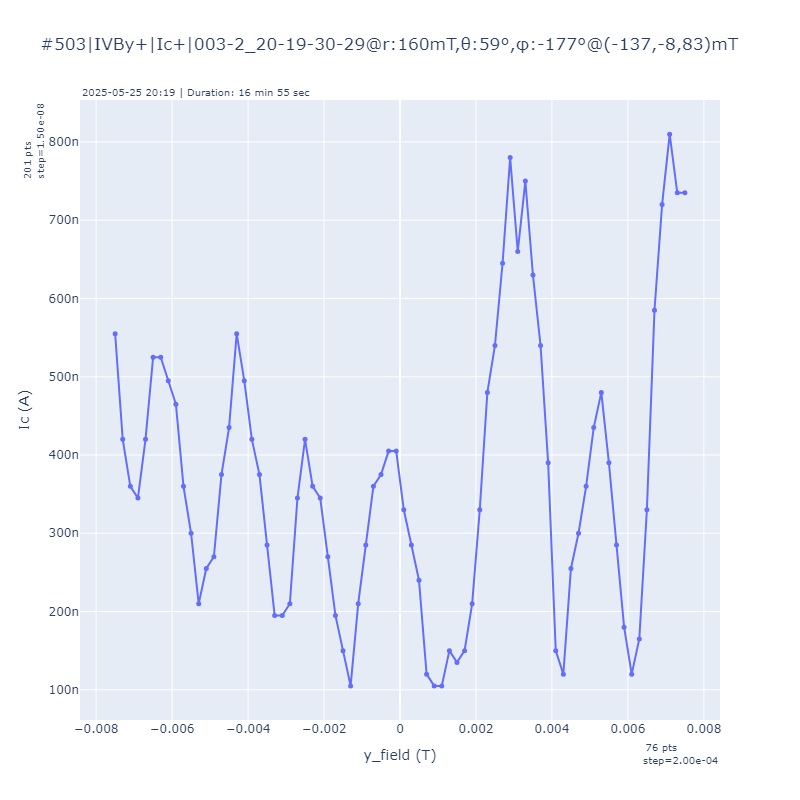 #503|IVBy+|Ic+|003-2_20-19-30-29@r:160mT,θ:59°,φ:-177°@(-137,-8,83)mT
2025-05-25 20:19 | Duration: 16 min 55 sec
201 pts
step=1.50e-08
800n
700n
600n
500n
400n
300n
200n
100n
Ic (A)
−0.008
−0.006
−0.004
−0.002
0
0.002
0.004
0.006
0.008
y_field (T)
76 pts
step=2.00e-04